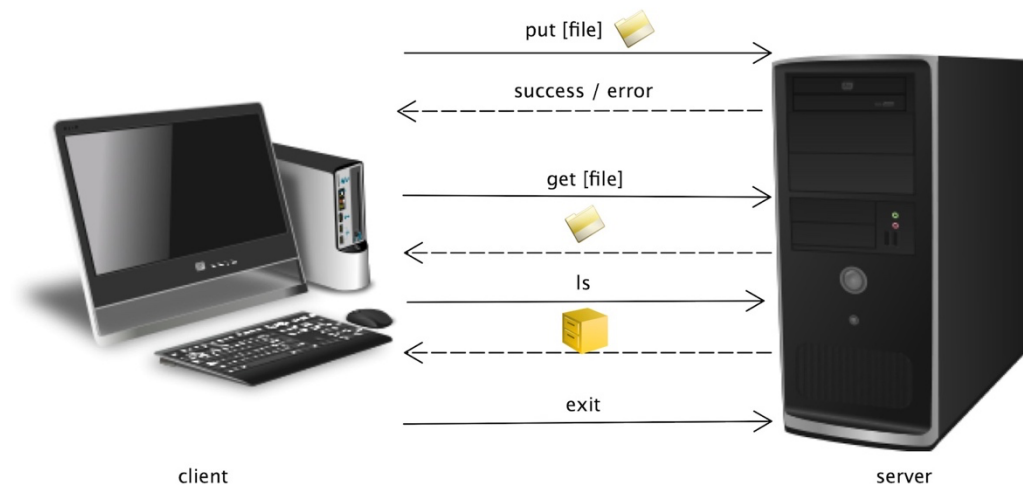 put [file]
success / error
get [file]
ls
exit
client
server